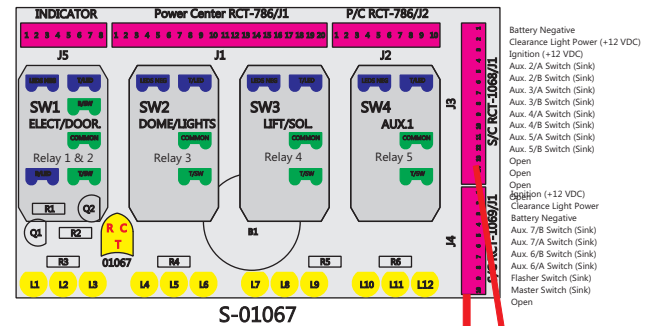 INDICATOR
Power Center RCT-786/J1
P/C RCT-786/J2
1 2 3 4 5 6 7 8
1 2 3 4 5 6 7 8 9 10 11 12 13 14 15 16 17 18 19 20
1 2 3 4 5 6 7 8 9 10
J5
J1
J2
J3
S/C RCT-1068/J1
T/LED
T/LED
T/LED
T/LED
SW1
R/SW
ELECT/DOOR.
COMMON
Relay 1 & 2
R/LED
T/SW
SW2
DOME/LIGHTS
COMMON
Relay 3
T/SW
SW3
LIFT/SOL.
COMMON
Relay 4
T/SW
SW4
AUX.1
COMMON
Relay 5
T/SW
R1
Q2
Q1
R2
R C
T
01067
B1
J4
R3
R4
R5
R6
L1
L2
L3
L4
L5
L6
L7
L8
L9
L10
L11
L12
S-01067
Battery Negative
Clearance Light Power (+12 VDC)
Ignition (+12 VDC)
Aux. 2/A Switch (Sink)
Aux. 2/B Switch (Sink)
Aux. 3/A Switch (Sink)
Aux. 3/B Switch (Sink)
Aux. 4/A Switch (Sink)
Aux. 4/B Switch (Sink)
Aux. 5/A Switch (Sink)
Aux. 5/B Switch (Sink)
Open
Open
Open
Open
Ignition (+12 VDC)
Clearance Light Power
Battery Negative
Aux. 7/B Switch (Sink)
Aux. 7/A Switch (Sink)
Aux. 6/B Switch (Sink)
Aux. 6/A Switch (Sink)
Flasher Switch (Sink)
Master Switch (Sink)
Open